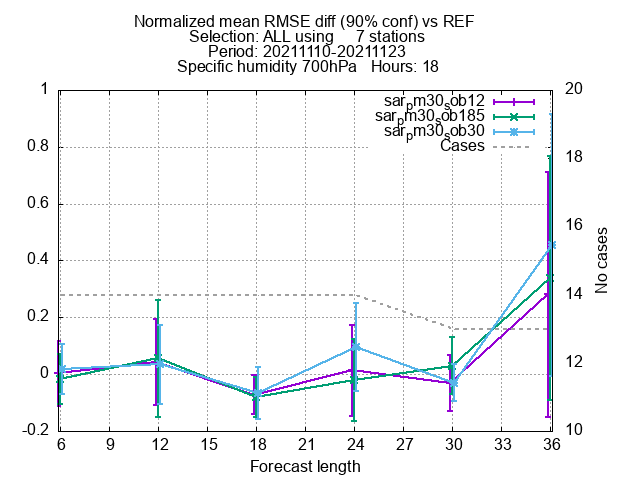 Normalized mean RMSE diff (90% conf) vs REF
Selection: ALL using 7 stations
Period: 20211110-20211123
Specific humidity 700hPa Hours: 18
1 20
sar_pm30_sob12
sar_pm30_sob185
sar_pm30_sob30
Cases
0.8 18
0.6 16
0.4
No cases
14
0.2
12
0
-0.2 10
6 9 12 15 18 21 24 27 30 33 36
Forecast length